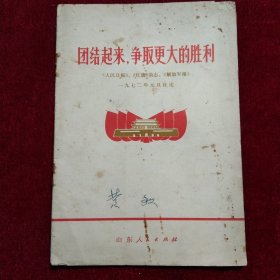 团结起来，争取更大的胜利
《人民日报》、《红旗》杂志、《解放军报》
一九七二年元旦社论
山东人民出版社